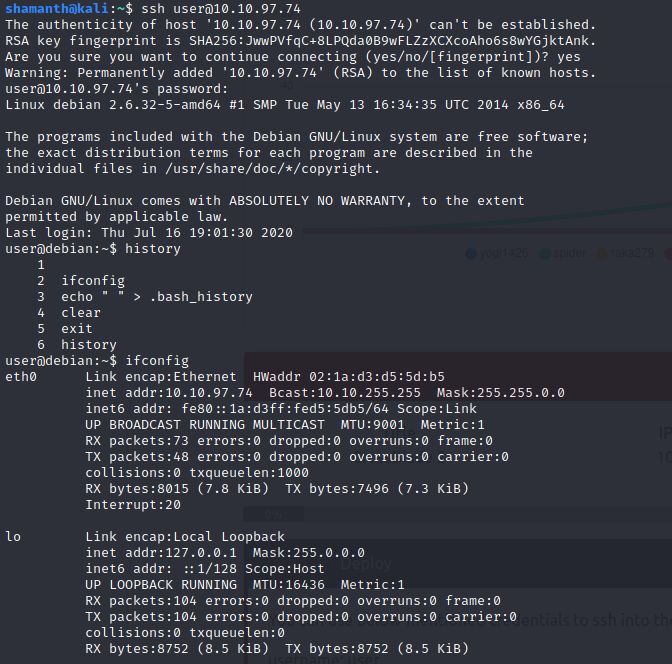 shamanth@kali:~$ ssh user@10.10.97.74
The authenticity of host '10.10.97.74 (10.10.97.74)' can't be established.
RSA key fingerprint is SHA256:JwwPVfqC+8LPQda0B9wFLZzXCXcoAho6s8wYGjktAnk.
Are you sure you want to continue connecting (yes/no/[fingerprint])? yes
Warning: Permanently added '10.10.97.74' (RSA) to the list of known hosts.
user@10.10.97.74's password:
Linux debian 2.6.32-5-amd64 #1 SMP Tue May 13 16:34:35 UTC 2014 x86_64

The programs included with the Debian GNU/Linux system are free software;
the exact distribution terms for each program are described in the
individual files in /usr/share/doc/*/copyright.

Debian GNU/Linux comes with ABSOLUTELY NO WARRANTY, to the extent
permitted by applicable law.
Last login: Thu Jul 16 19:01:30 2020
user@debian:~$ history
    1
    2  ifconfig
    3  echo " " > .bash_history
    4  clear
    5  exit
    6  history
user@debian:~$ ifconfig
eth0      Link encap:Ethernet  HWaddr 02:1a:d3:d5:5d:b5
          inet addr:10.10.97.74  Bcast:10.10.255.255  Mask:255.255.0.0
          inet6 addr: fe80::1a:d3ff:fed5:5db5/64 Scope:Link
          UP BROADCAST RUNNING MULTICAST  MTU:9001  Metric:1
          RX packets:73 errors:0 dropped:0 overruns:0 frame:0
          TX packets:48 errors:0 dropped:0 overruns:0 carrier:0
          collisions:0 txqueuelen:1000
          RX bytes:8015 (7.8 KiB)  TX bytes:7496 (7.3 KiB)
          Interrupt:20

lo        Link encap:Local Loopback
          inet addr:127.0.0.1  Mask:255.0.0.0
          inet6 addr: ::1/128 Scope:Host
          UP LOOPBACK RUNNING  MTU:16436  Metric:1
          RX packets:104 errors:0 dropped:0 overruns:0 frame:0
          TX packets:104 errors:0 dropped:0 overruns:0 carrier:0
          collisions:0 txqueuelen:0
          RX bytes:8752 (8.5 KiB)  TX bytes:8752 (8.5 KiB)
yogi1426 spider
IP
10
0%
Deploy